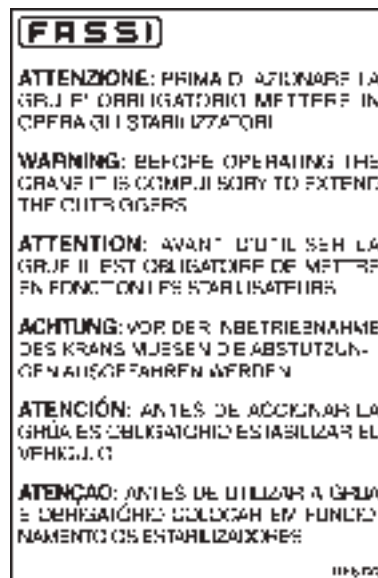 FASSI
ATTENZIONE: PRIMA DI AZIONARE LA
GRU E' OBBLIGATORIO METTERE IN
OPERA GLI STABILIZZATORI
WARNING: BEFORE OPERATING THE
CRANE IT IS COMPULSORY TO EXTEND
THE OUTRIGGERS
ATTENTION: AVANT D'UTILISER LA
GRUE IL EST OBLIGATOIRE DE METTRE
EN FONCTION LES STABILISATEURS
ACHTUNG: VOR DER INBETRIEBNAHME
DES KRANS MUESSEN DIE ABSTUTZUN-
GEN AUSGEFAHREN WERDEN
ATENCIÓN: ANTES DE ACCIONAR LA
GRÚA ES OBLIGATORIO ESTABILIZAR EL
VEHICULO
ATENÇAO: ANTES DE UTILIZAR A GRUA
E OBRIGATÓRIO COLOCAR EM FUNCIO-
NAMENTO OS ESTABILIZADORES